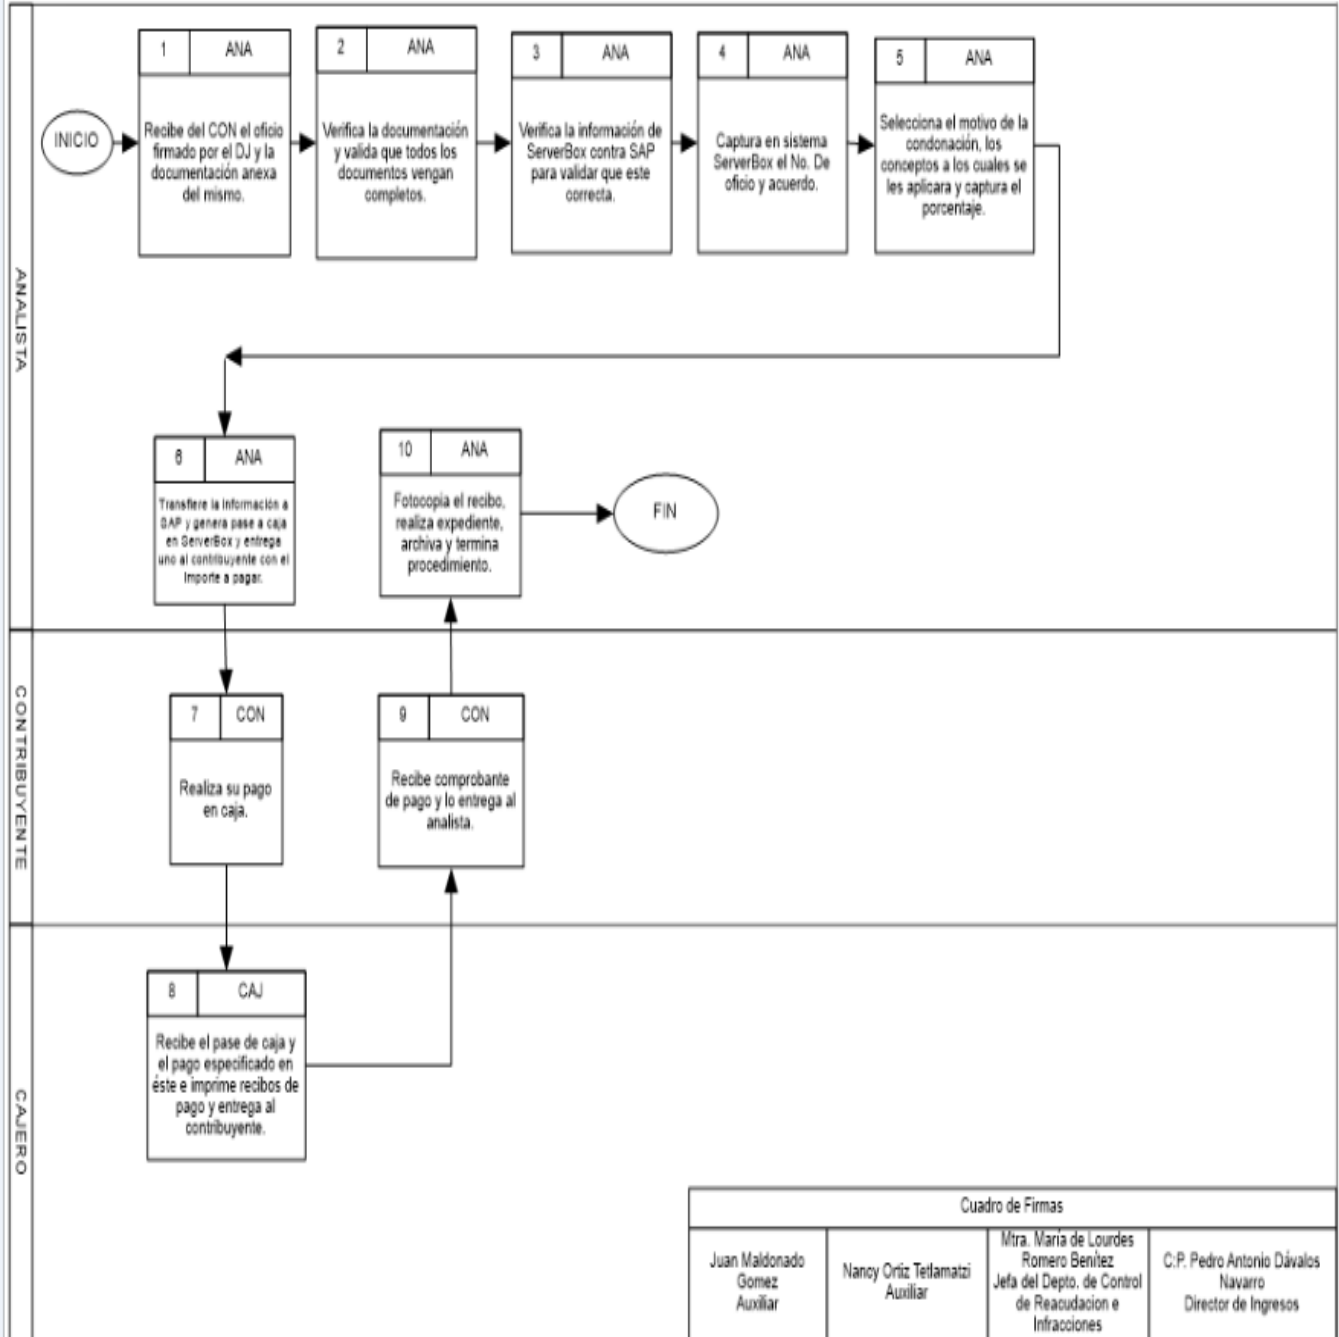 ANALISTA
INICIO
1 ANA
Recibe del CON el oficio
firmado por el DJ y la
documentación anexa
del mismo.
2 ANA
Verifica la documentación
y valida que todos los
documentos vengan
completos.
3 ANA
Verifica la información de
ServerBox contra SAP
para validar que este
correcta.
4 ANA
Captura en sistema
ServerBox el No. De
oficio y acuerdo.
5 ANA
Selecciona el motivo de la
condonación, los
conceptos a los cuales se
les aplicara y captura el
porcentaje.
6 ANA
Transfiere la Información a
SAP y genera pase a caja
en ServerBox y entrega
uno al contribuyente con el
Importe a pagar.
10 ANA
Fotocopia el recibo,
realiza expediente,
archiva y termina
procedimiento.
FIN
CONTRIBUYENTE
7 CON
Realiza su pago
en caja.
9 CON
Recibe comprobante
de pago y lo entrega al
analista.
CAJERO
8 CAJ
Recibe el pase de caja y
el pago especificado en
éste e imprime recibos de
pago y entrega al
contribuyente.
Cuadro de Firmas
Juan Maldonado
Gomez
Auxiliar
Nancy Ortiz Tetlamatzi
Auxiliar
Mtra. María de Lourdes
Romero Benítez
Jefa del Depto. de Control
de Reacudacion e
Infracciones
C:P. Pedro Antonio Dávalos
Navarro
Director de Ingresos